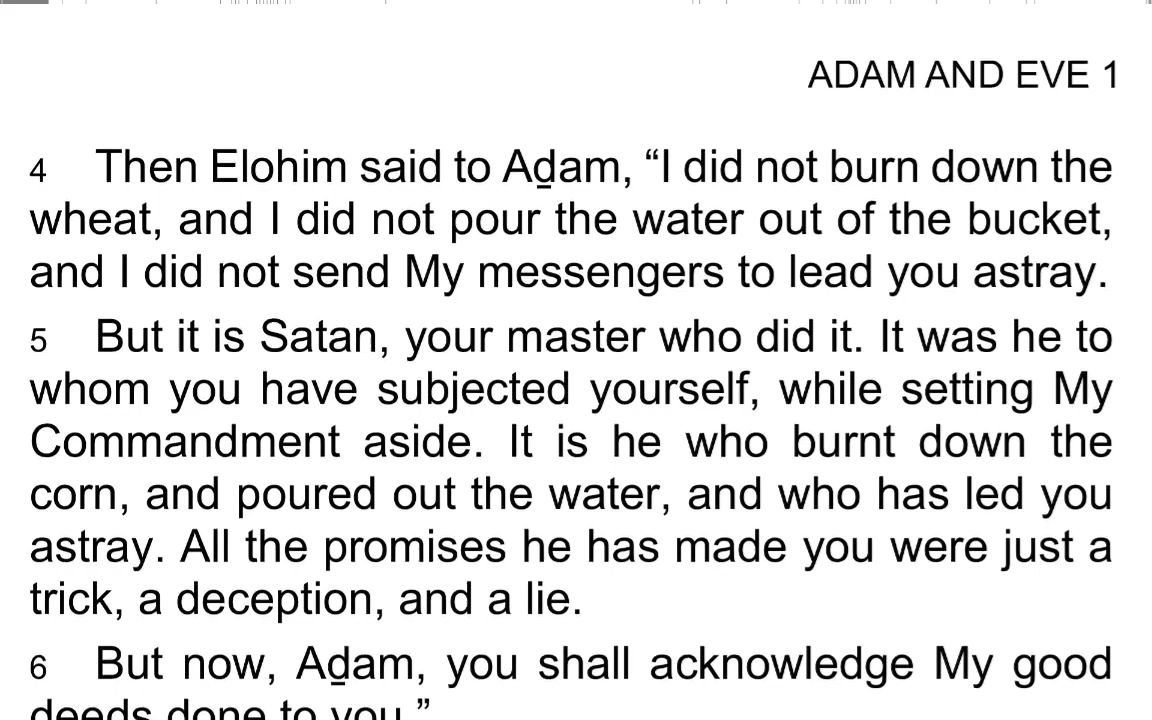 ADAM AND EVE 1
4 Then Elohim said to Aḏam, “I did not burn down the
wheat, and I did not pour the water out of the bucket,
and I did not send My messengers to lead you astray.
5 But it is Satan, your master who did it. It was he to
whom you have subjected yourself, while setting My
Commandment aside. It is he who burnt down the
corn, and poured out the water, and who has led you
astray. All the promises he has made you were just a
trick, a deception, and a lie.
6 But now, Aḏam, you shall acknowledge My good
deeds done to you.”